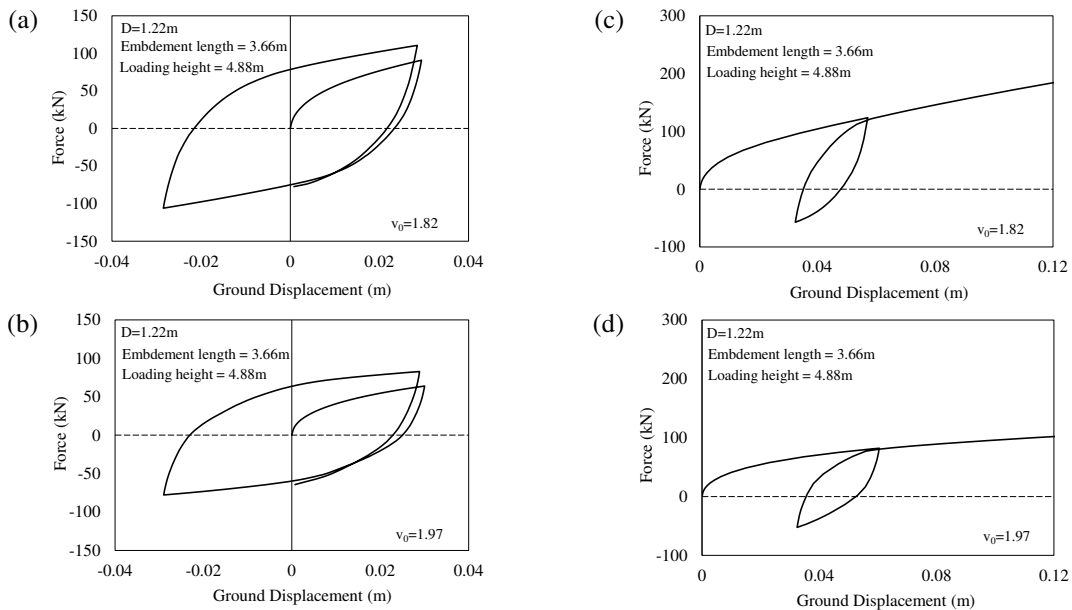 (a)
150
100
50
0
-50
-100
-150
Force (kN)
D=1.22m
Embdement length = 3.66m
Loading height = 4.88m
v0=1.82
-0.04
-0.02
0
0.02
0.04
Ground Displacement (m)
(b)
150
100
50
0
-50
-100
-150
Force (kN)
D=1.22m
Embdement length = 3.66m
Loading height = 4.88m
v0=1.97
-0.04
-0.02
0
0.02
0.04
Ground Displacement (m)
(c)
300
200
100
0
-100
Force (kN)
D=1.22m
Embdement length = 3.66m
Loading height = 4.88m
v0=1.82
0
0.04
0.08
0.12
Ground Displacement (m)
(d)
300
200
100
0
-100
Force (kN)
D=1.22m
Embdement length = 3.66m
Loading height = 4.88m
v0=1.97
0
0.04
0.08
0.12
Ground Displacement (m)